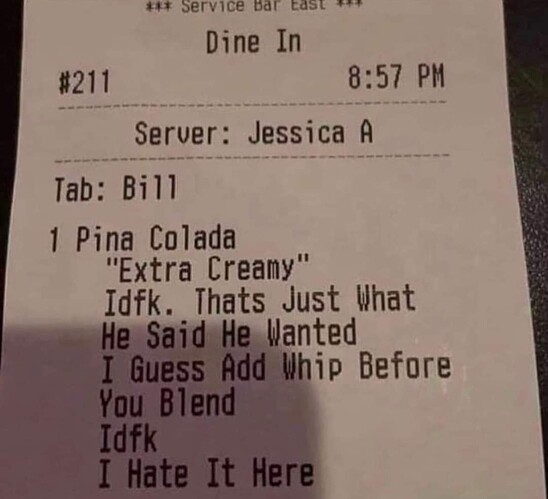 *** Service Bar East ***
Dine In
#211 8:57 PM
Server: Jessica A
Tab: Bill
1 Pina Colada
"Extra Creamy"
Idfk. Thats Just What
He Said He Wanted
I Guess Add Whip Before
You Blend
Idfk
I Hate It Here